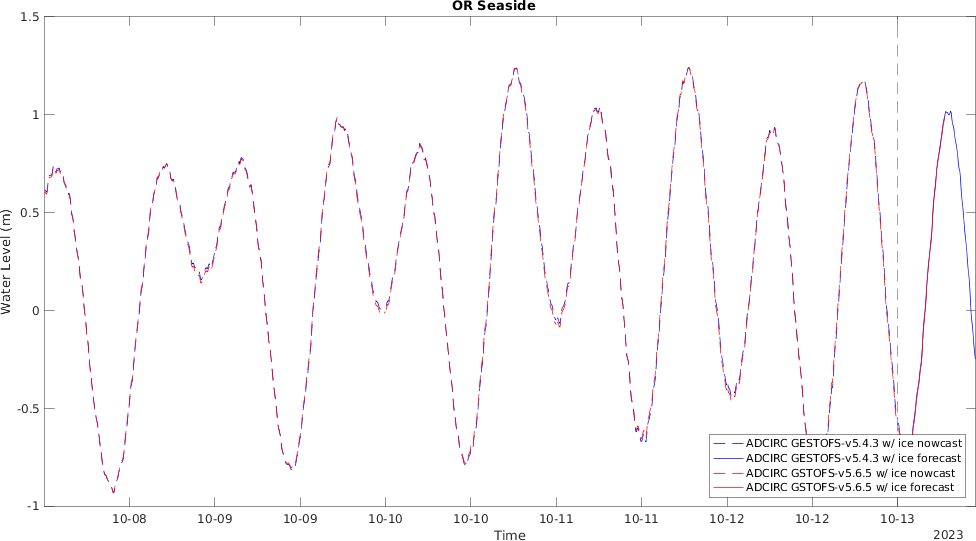 OR Seaside
1.5
1
0.5
0
-0.5
-1
Water Level (m)
10-08
10-09
10-09
10-10
10-10
10-11
10-11
10-12
10-12
10-13
Time
2023
ADCIRC GESTOFS-v5.4.3 w/ ice nowcast
ADCIRC GESTOFS-v5.4.3 w/ ice forecast
ADCIRC GSTOFS-v5.6.5 w/ ice nowcast
ADCIRC GSTOFS-v5.6.5 w/ ice forecast